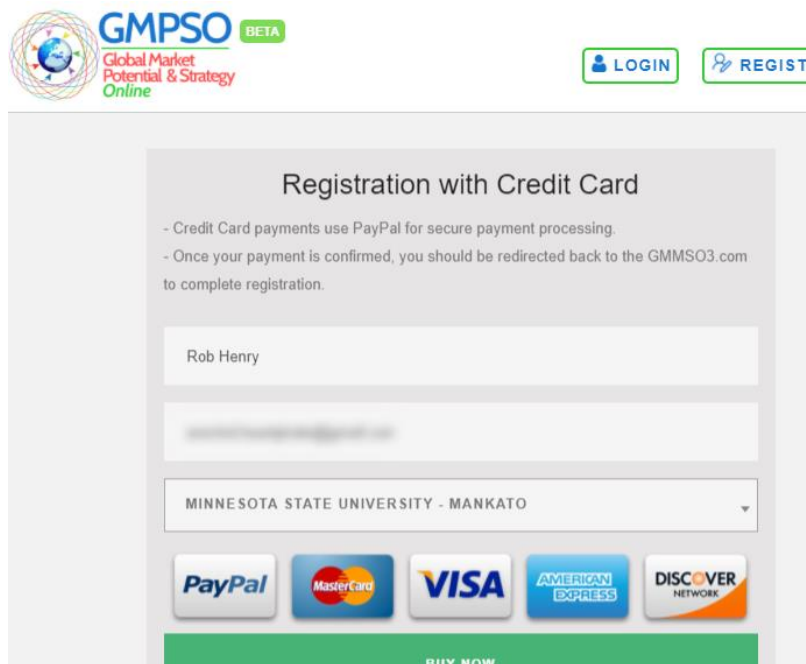 GMPSO BETA
Global Market
Potential & Strategy
Online
LOGIN
REGIST
Registration with Credit Card
- Credit Card payments use PayPal for secure payment processing.
- Once your payment is confirmed, you should be redirected back to the GMMSO3.com
to complete registration.
Rob Henry
MINNESOTA STATE UNIVERSITY - MANKATO
PayPal
MasterCard
VISA
AMERICAN
EXPRESS
DISCOVER
NETWORK
BUY NOW